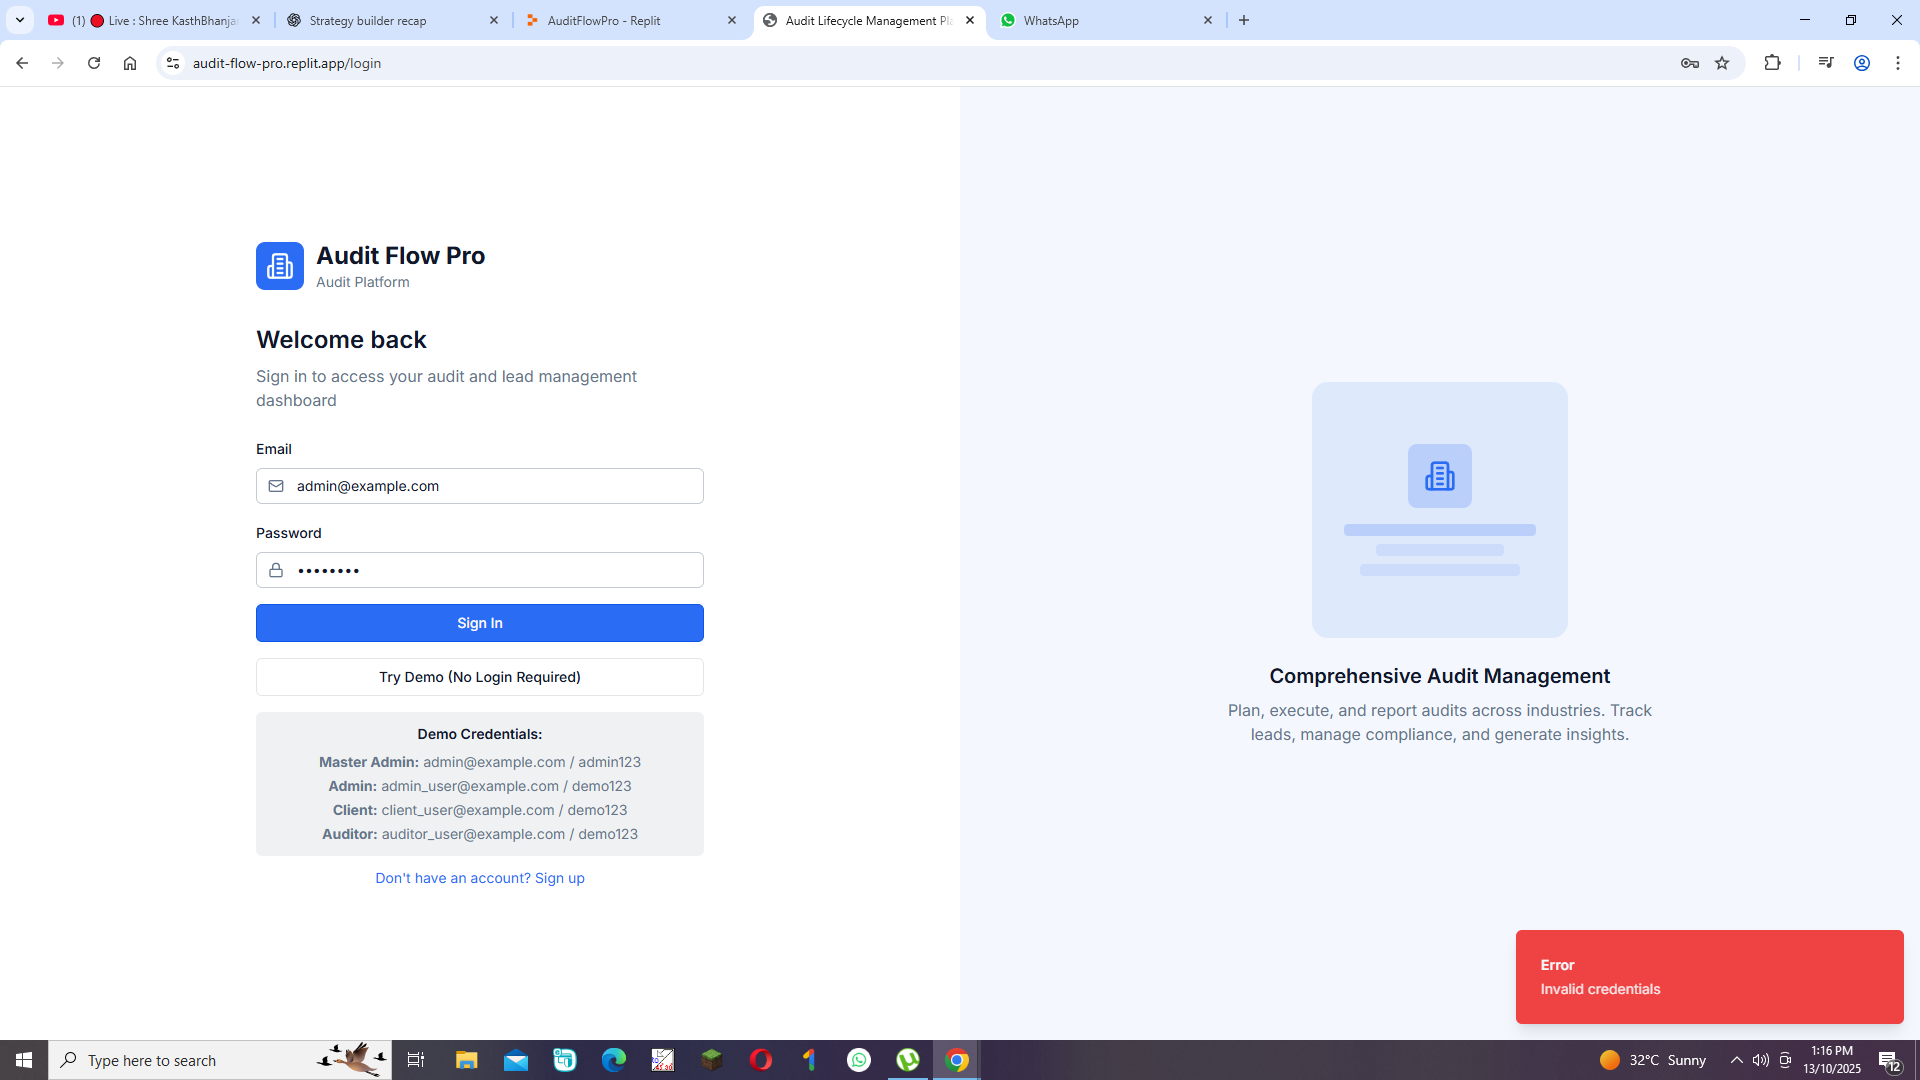 (1) 🔴 Live : Shree KasthBhanja
Strategy builder recap
AuditFlowPro - Replit
Audit Lifecycle Management Pla
WhatsApp
audit-flow-pro.replit.app/login
Audit Flow Pro
Audit Platform
Welcome back
Sign in to access your audit and lead management
dashboard
Email
admin@example.com
Password
••••••••
Sign In
Try Demo (No Login Required)
Demo Credentials:
Master Admin: admin@example.com / admin123
Admin: admin_user@example.com / demo123
Client: client_user@example.com / demo123
Auditor: auditor_user@example.com / demo123
Don't have an account? Sign up
Comprehensive Audit Management
Plan, execute, and report audits across industries. Track
leads, manage compliance, and generate insights.
Error
Invalid credentials
Type here to search
32°C Sunny
1:16 PM
13/10/2025
12